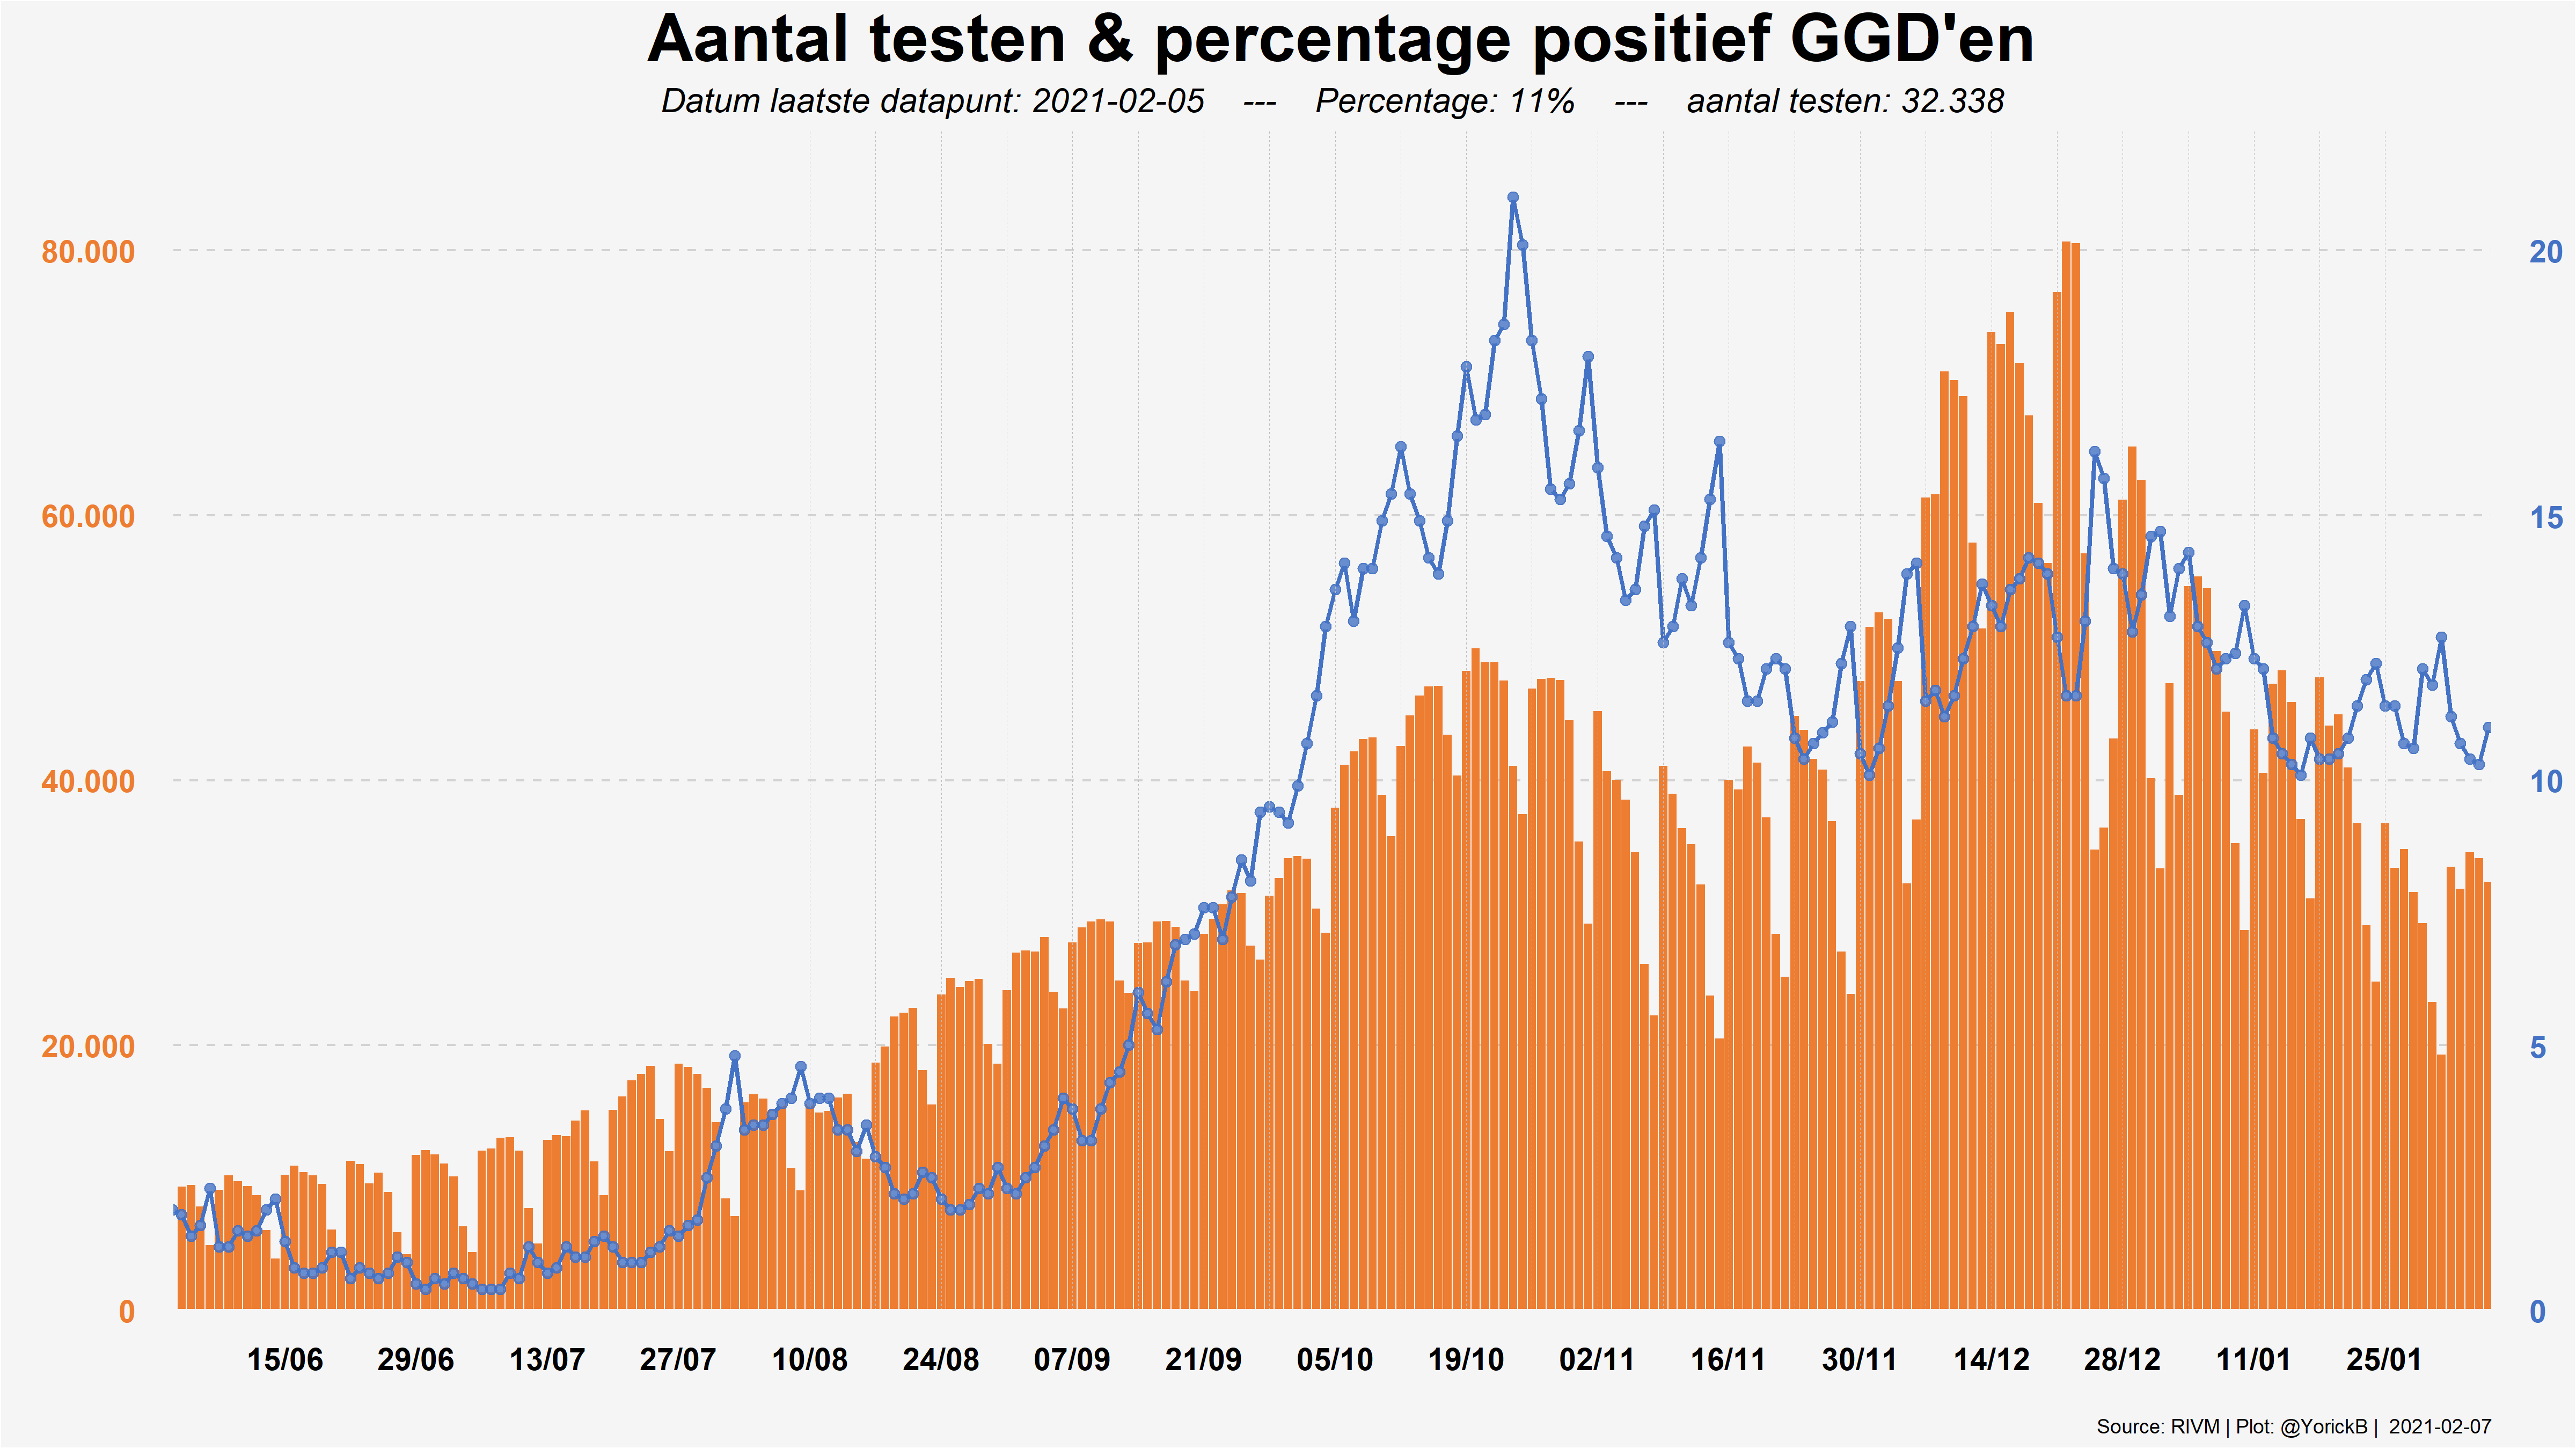 Aantal testen & percentage positief GGD'en
Datum laatste datapunt: 2021-02-05 --- Percentage: 11% --- aantal testen: 32.338
80.000 20
60.000 15
40.000 10
20.000 5
0 0
15/06 29/06 13/07 27/07 10/08 24/08 07/09 21/09 05/10 19/10 02/11 16/11 30/11 14/12 28/12 11/01 25/01
Source: RIVM | Plot: @YorickB | 2021-02-07